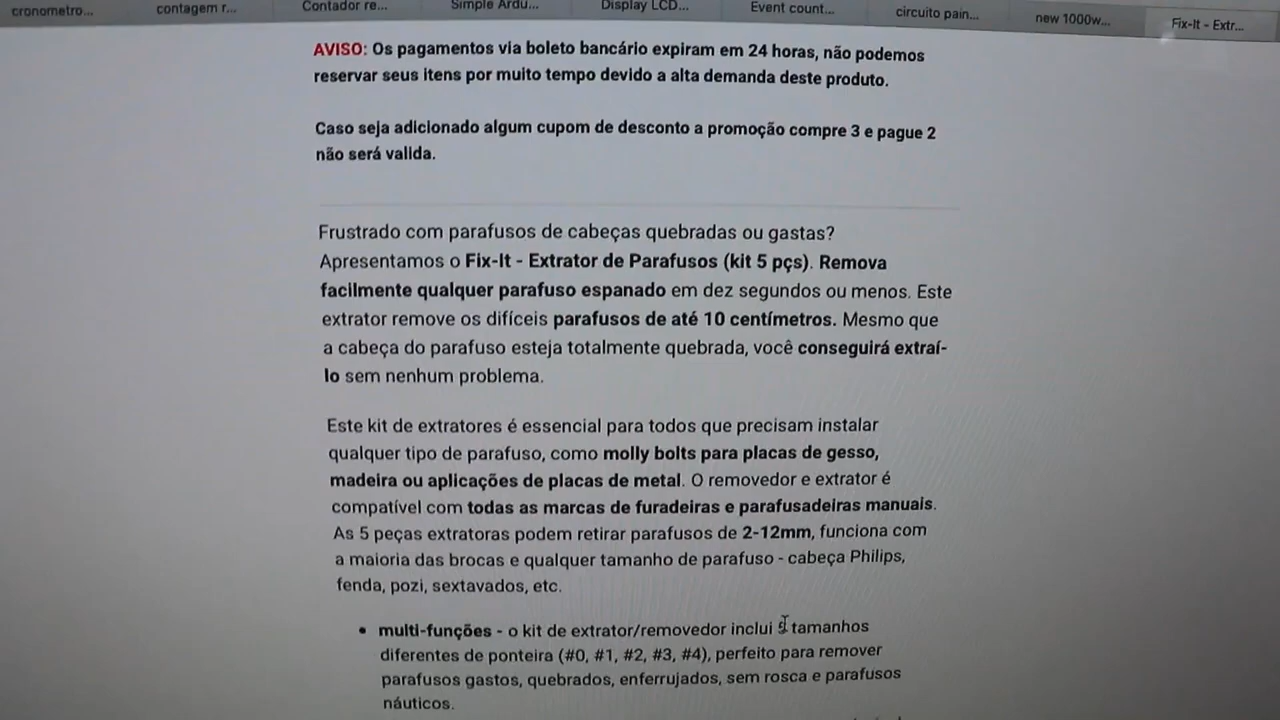 cronometro...
contagem r...
Contador re...
Simple Ardu...
Display LCD...
Event count...
circuito pain...
new 1000w...
Fix-It - Extr...
AVISO: Os pagamentos via boleto bancário expiram em 24 horas, não podemos
reservar seus itens por muito tempo devido a alta demanda deste produto.
Caso seja adicionado algum cupom de desconto a promoção compre 3 e pague 2
não será valida.
Frustrado com parafusos de cabeças quebradas ou gastas?
Apresentamos o Fix-It - Extrator de Parafusos (kit 5 pçs). Remova
facilmente qualquer parafuso espanado em dez segundos ou menos. Este
extrator remove os difíceis parafusos de até 10 centímetros. Mesmo que
a cabeça do parafuso esteja totalmente quebrada, você conseguirá extraí-
lo sem nenhum problema.
Este kit de extratores é essencial para todos que precisam instalar
qualquer tipo de parafuso, como molly bolts para placas de gesso,
madeira ou aplicações de placas de metal. O removedor e extrator é
compatível com todas as marcas de furadeiras e parafusadeiras manuais.
As 5 peças extratoras podem retirar parafusos de 2-12mm, funciona com
a maioria das brocas e qualquer tamanho de parafuso - cabeça Philips,
fenda, pozi, sextavados, etc.
• multi-funções - o kit de extrator/removedor inclui tamanhos
diferentes de ponteira (#0, #1, #2, #3, #4), perfeito para remover
parafusos gastos, quebrados, enferrujados, sem rosca e parafusos
náuticos.